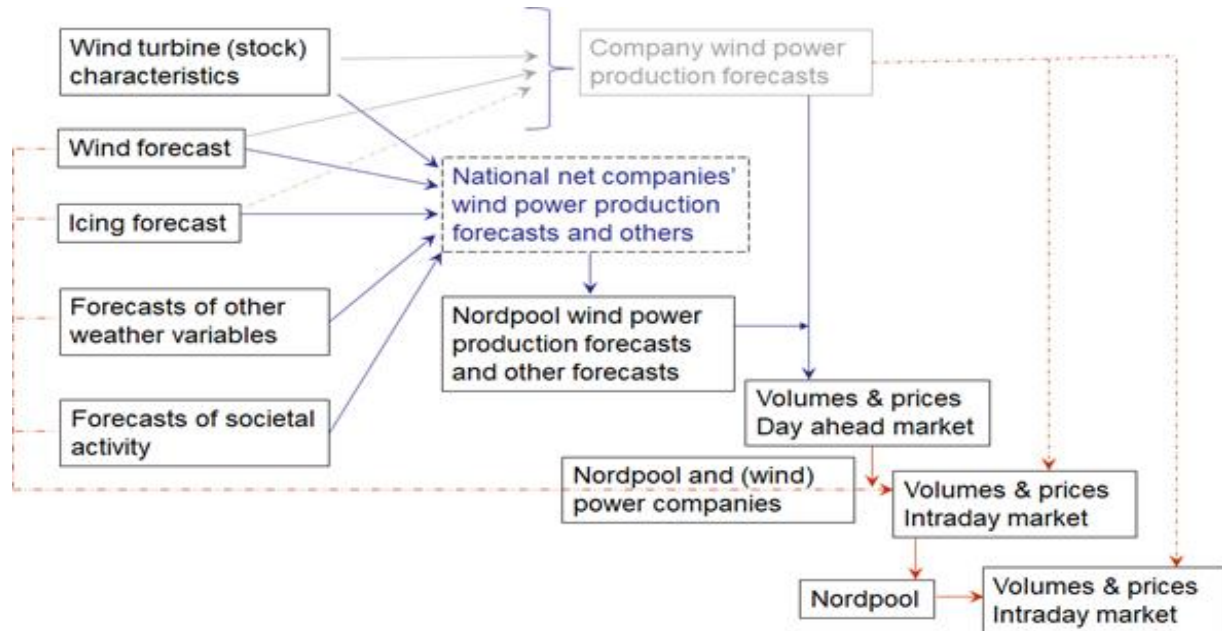 Wind turbine (stock)
characteristics
Company wind power
production forecasts
Wind forecast
National net companies'
wind power production
forecasts and others
Icing forecast
Forecasts of other
weather variables
Nordpool wind power
production forecasts
and other forecasts
Forecasts of societal
activity
Volumes & prices
Day ahead market
Nordpool and (wind)
power companies
Volumes & prices
Intraday market
Nordpool
Volumes & prices
Intraday market